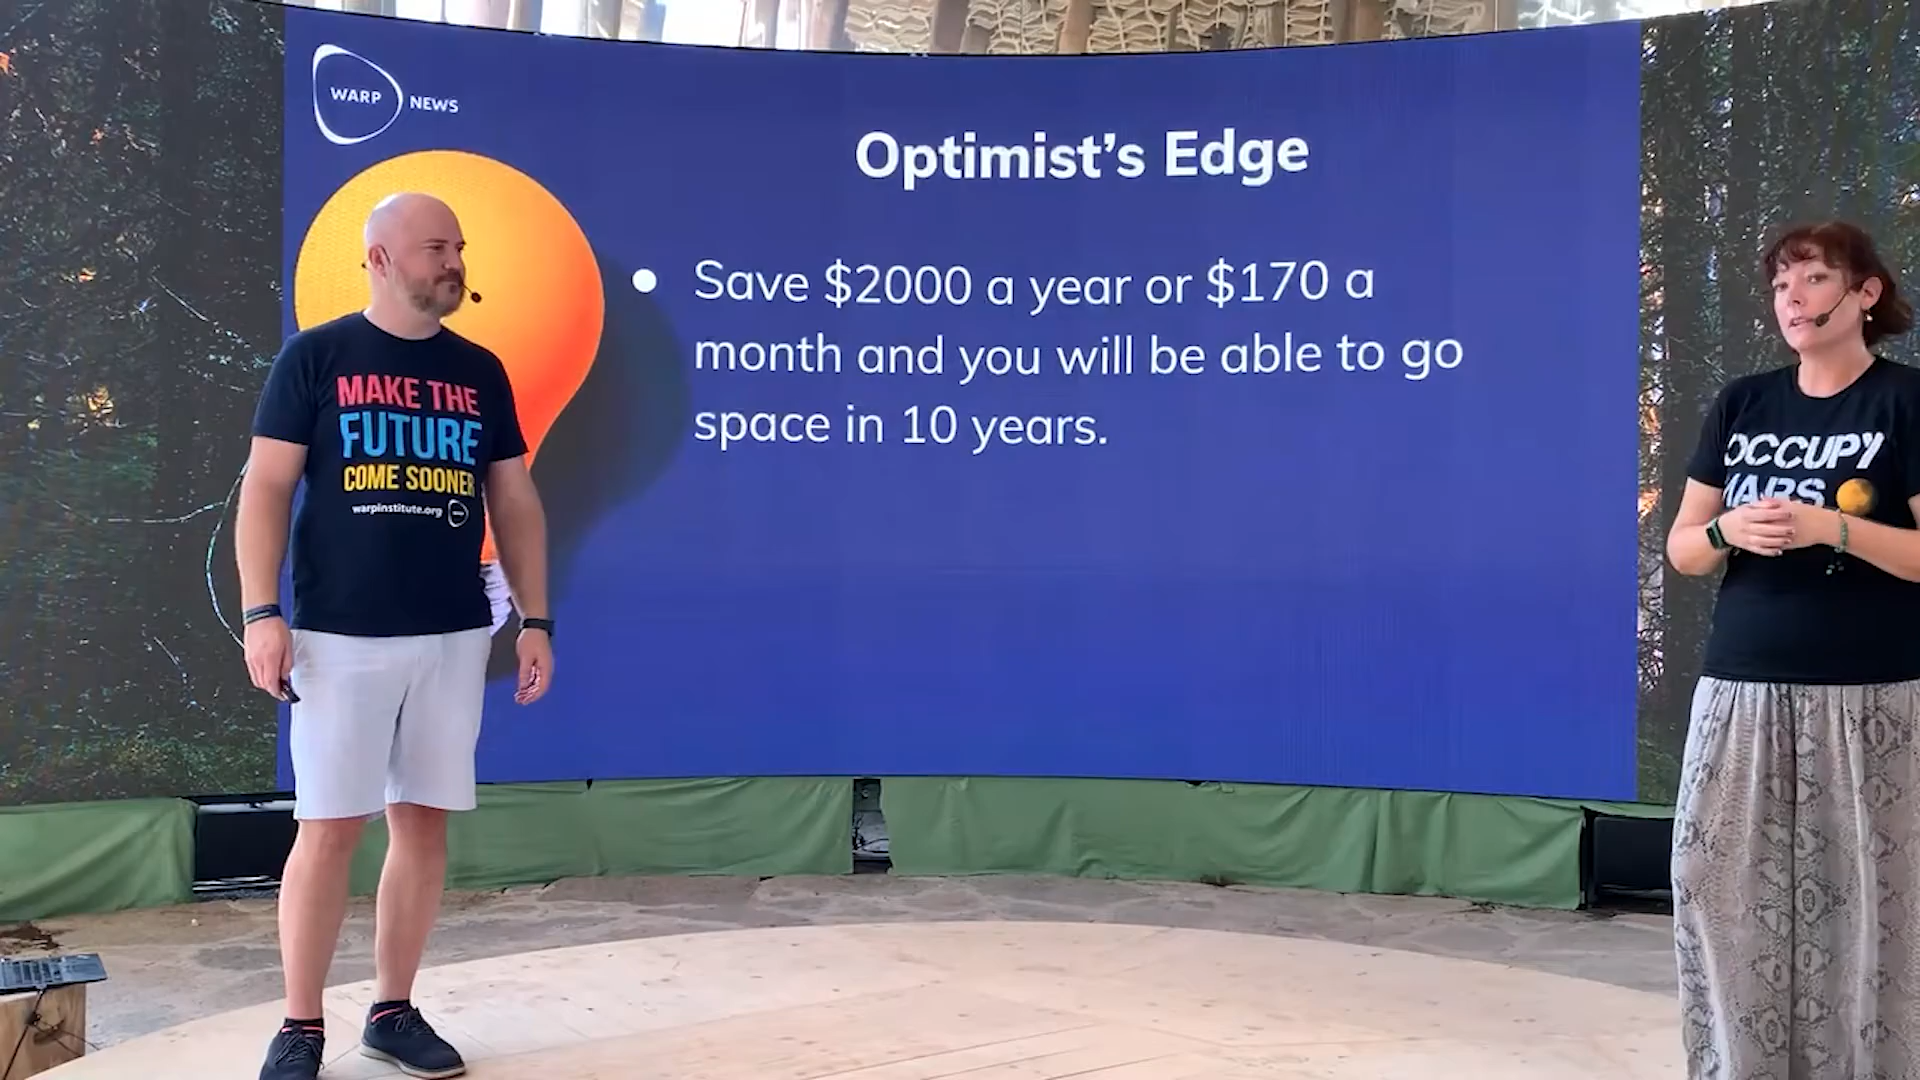 WARP NEWS
Optimist's Edge
• Save $2000 a year or $170 a
month and you will be able to go
space in 10 years.
MAKE THE
FUTURE
COME SOONER
warpinstitute.org
OCCUPY
MARS